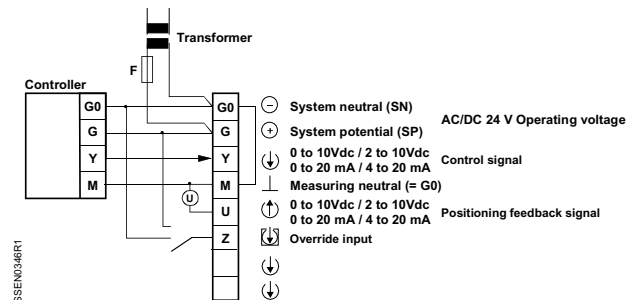 Transformer
F
Controller
G0
G
Y
M
G0
G
Y
M
U
Z
U
System neutral (SN)
System potential (SP)
AC/DC 24 V Operating voltage
0 to 10Vdc / 2 to 10Vdc
0 to 20 mA / 4 to 20 mA
Control signal
Measuring neutral (= G0)
0 to 10Vdc / 2 to 10Vdc
0 to 20 mA / 4 to 20 mA
Positioning feedback signal
Override input
SSEN0346R1